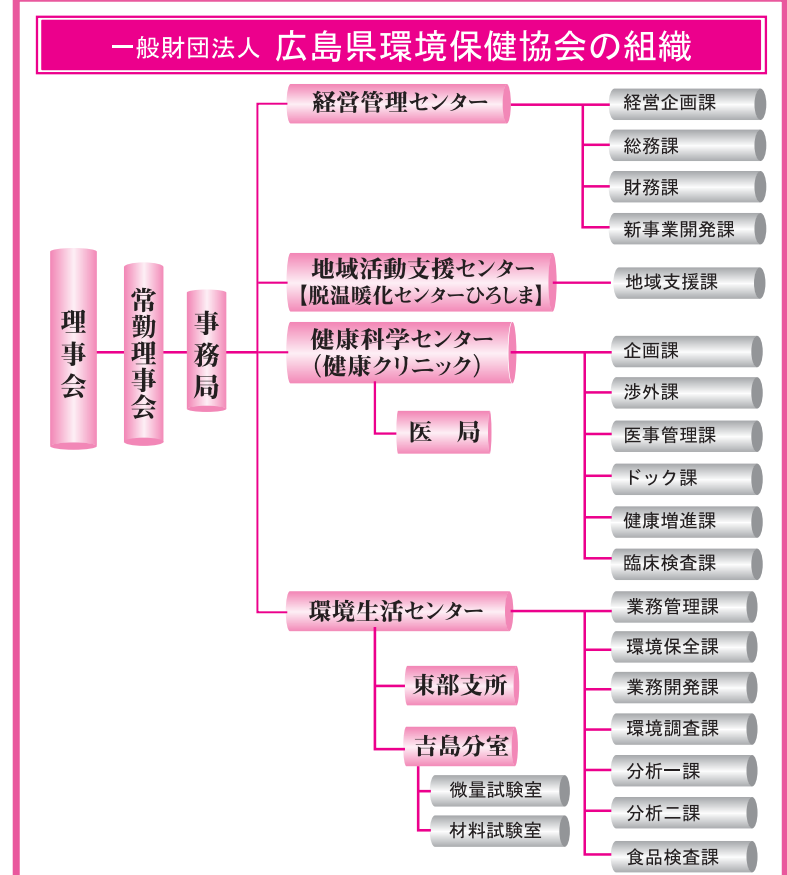 一般財団法人 広島県環境保健協会の組織
理事会
常勤理事会
事務局
経営管理センター
経営企画課
総務課
財務課
新事業開発課
地域活動支援センター
【脱温暖化センターひろしま】
地域支援課
健康科学センター
(健康クリニック)
医 局
企画課
渉外課
医事管理課
ドック課
健康増進課
臨床検査課
環境生活センター
東部支所
吉島分室
微量試験室
材料試験室
業務管理課
環境保全課
業務開発課
環境調査課
分析一課
分析二課
食品検査課